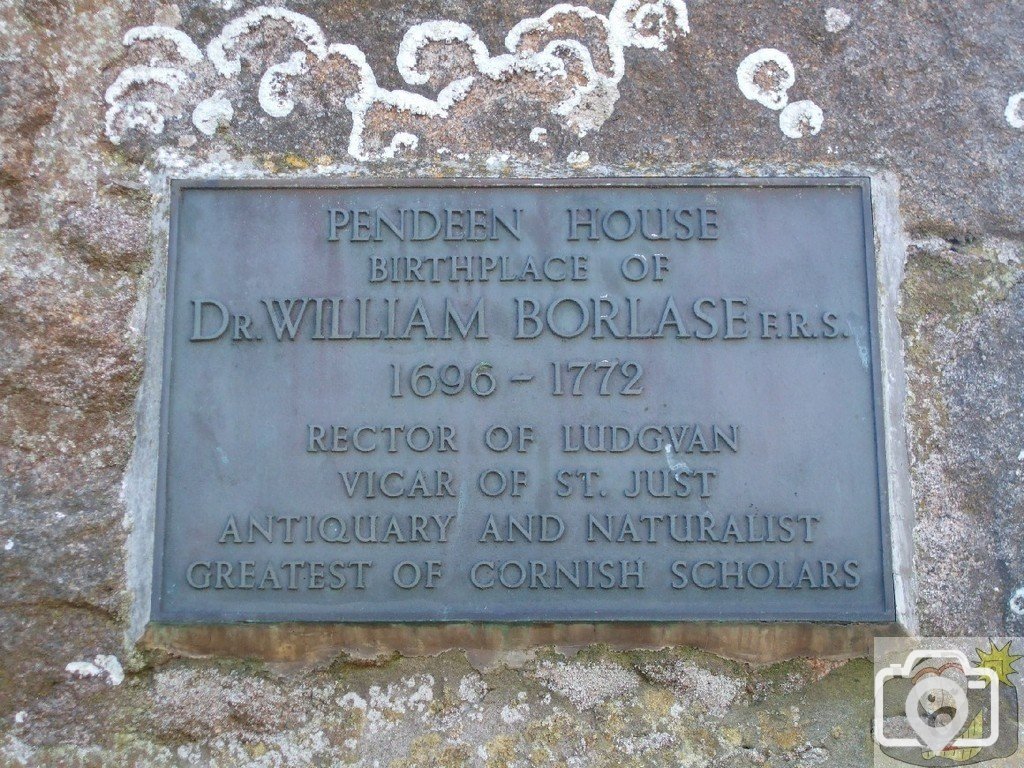 PENDEEN HOUSE
BIRTHPLACE OF
DR. WILLIAM BORLASE F.R.S.
1696 - 1772
RECTOR OF LUDGVAN
VICAR OF ST. JUST
ANTIQUARY AND NATURALIST
GREATEST OF CORNISH SCHOLARS